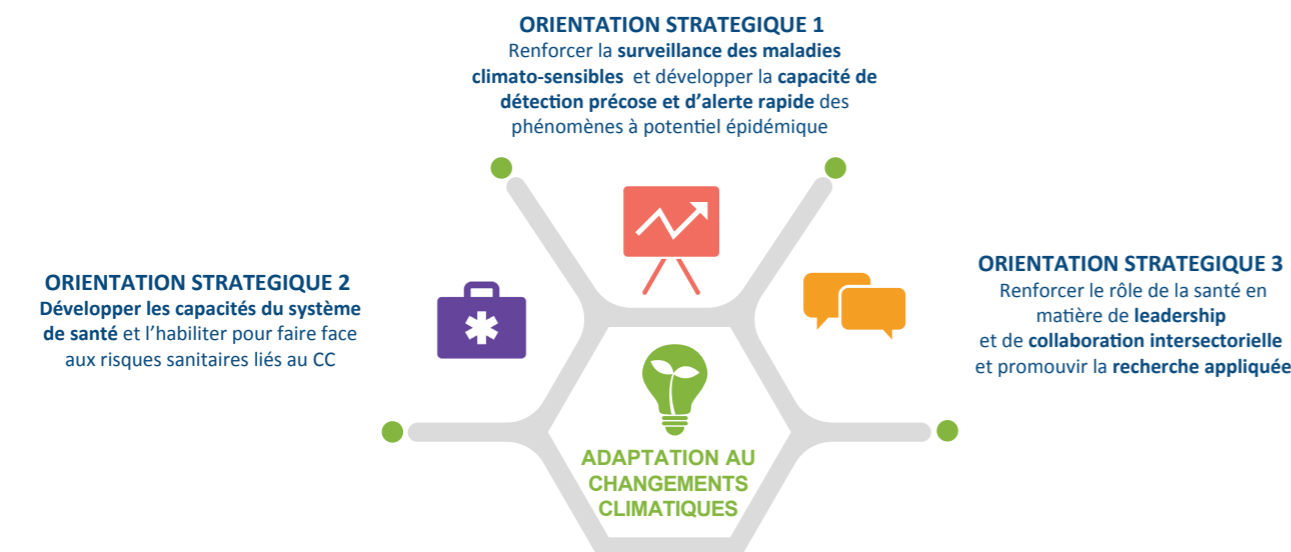 ORIENTATION STRATEGIQUE 1
Renforcer la surveillance des maladies
climato-sensibles et développer la capacité de
détection précose et d’alerte rapide des
phénomènes à potentiel épidémique
ORIENTATION STRATEGIQUE 2
Développer les capacités du système
de santé et l’habiliter pour faire face
aux risques sanitaires liés au CC
ORIENTATION STRATEGIQUE 3
Renforcer le rôle de la santé en
matière de leadership
et de collaboration intersectorielle
et promouvir la recherche appliquée
ADAPTATION AU
CHANGEMENTS
CLIMATIQUES